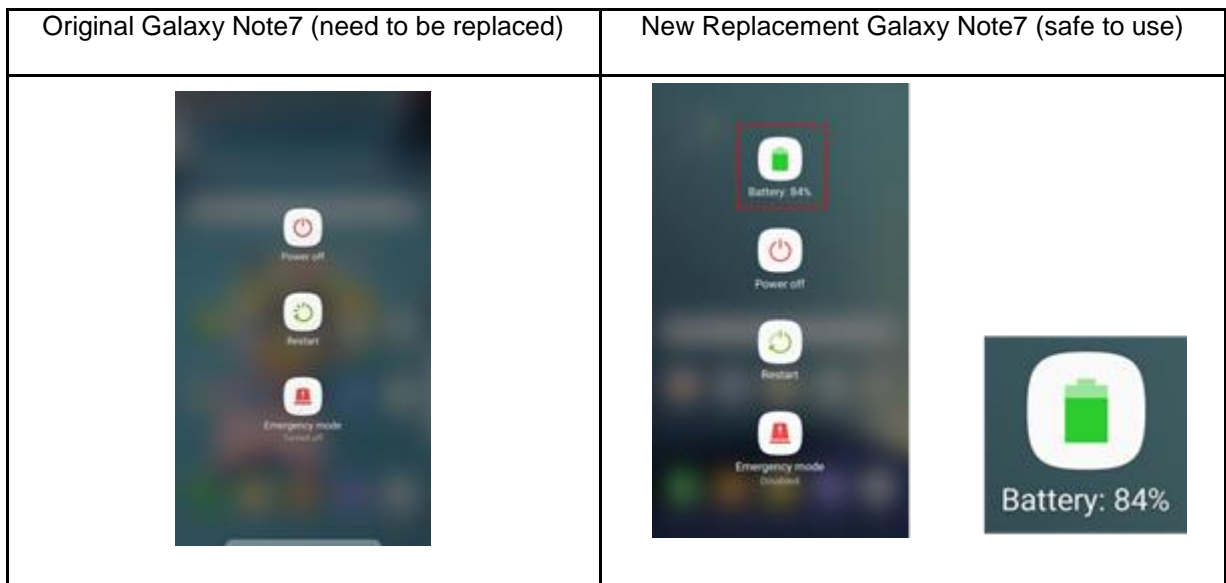 Original Galaxy Note7 (need to be replaced)
New Replacement Galaxy Note7 (safe to use)
Power off
Restart
Emergency mode
Turned off
Battery: 84%
Power off
Restart
Emergency mode
Disabled
Battery: 84%